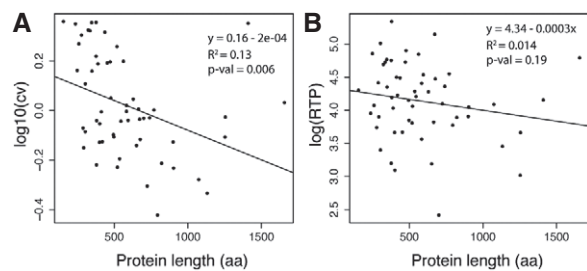 A
y = 0.16 - 2e-04
R² = 0.13
p-val = 0.006
log10(cv)
0.2
0.0
−0.2
−0.4
500
1000
1500
Protein length (aa)
B
y = 4.34 - 0.0003x
R² = 0.014
p-val = 0.19
log(RTP)
5.0
4.5
4.0
3.5
3.0
2.5
500
1000
1500
Protein length (aa)